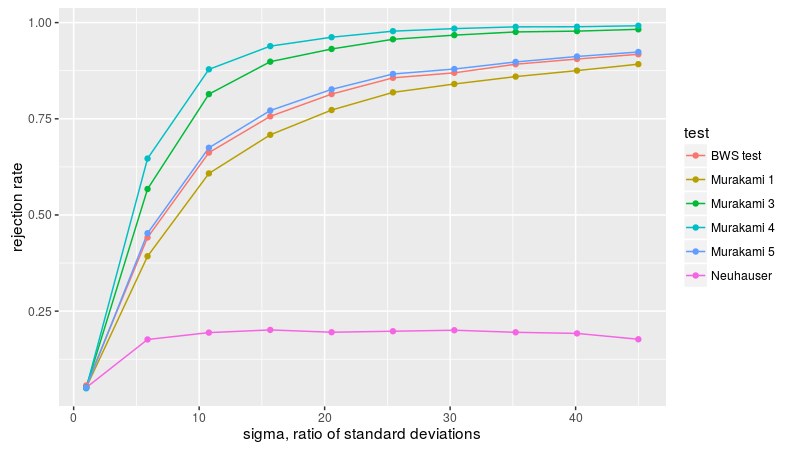 1.00
0.75
0.50
0.25
rejection rate
0
10
20
30
40
sigma, ratio of standard deviations
test
BWS test
Murakami 1
Murakami 3
Murakami 4
Murakami 5
Neuhauser